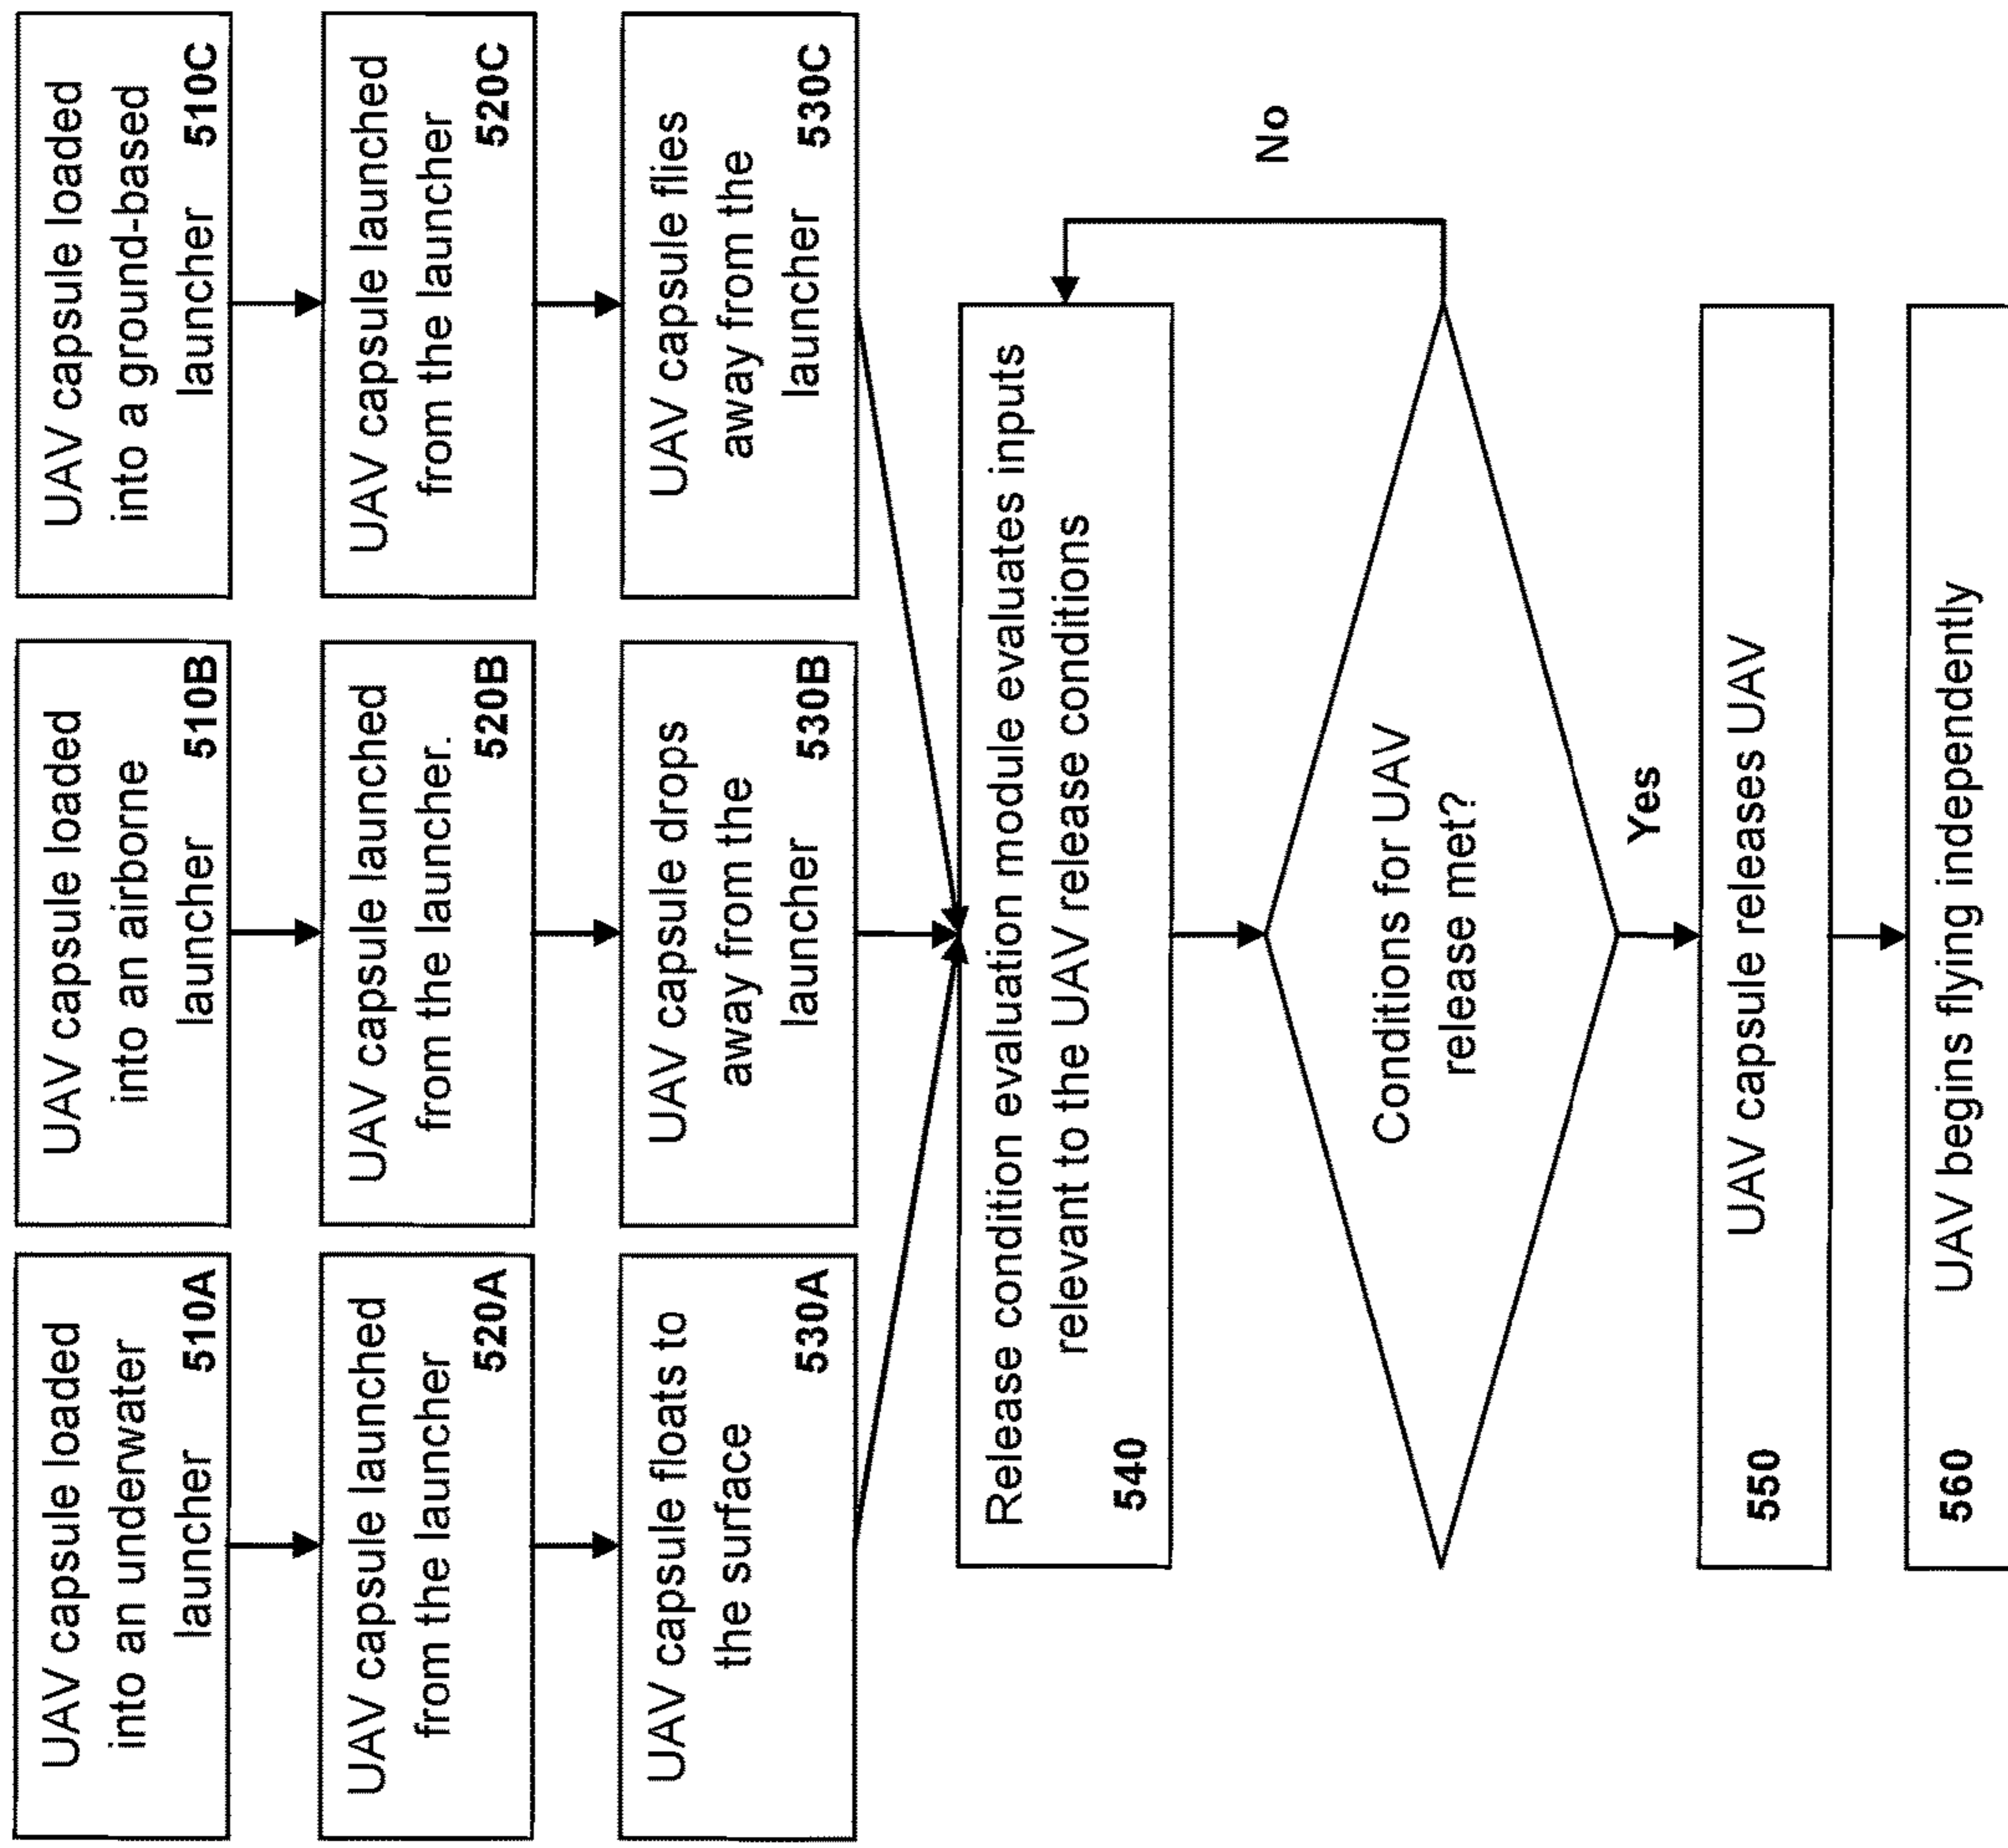 UAV capsule loaded
into an underwater
launcher 510A
UAV capsule launched
from the launcher
520A
UAV capsule floats to
the surface
530A
UAV capsule loaded
into an airborne
launcher 510B
UAV capsule launched
from the launcher.
520B
UAV capsule drops
away from the
launcher 530B
UAV capsule loaded
into a ground-based
launcher 510C
UAV capsule launched
from the launcher
520C
UAV capsule flies
away from the
launcher 530C
Release condition evaluation module evaluates inputs
relevant to the UAV release conditions
540
Conditions for UAV
release met?
No
Yes
UAV capsule releases UAV
550
UAV begins flying independently
560